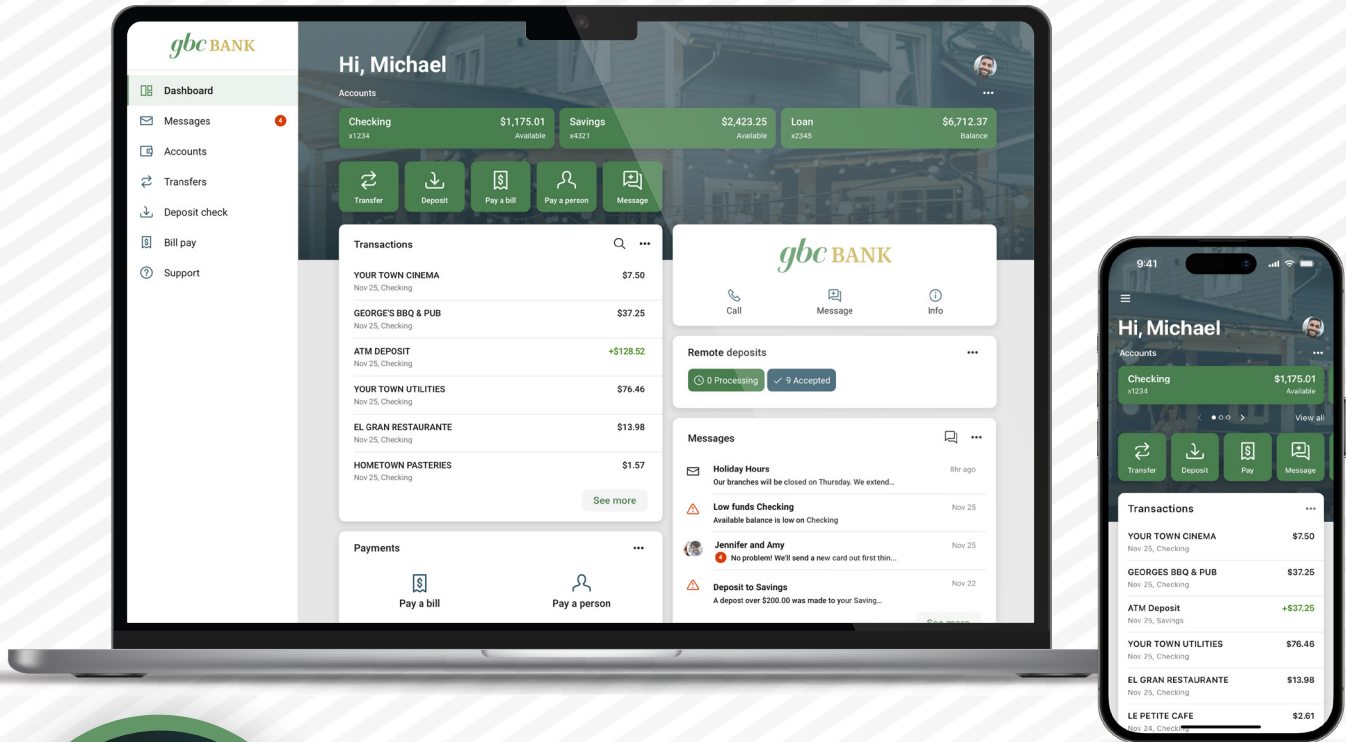 gbc BANK
Dashboard
Messages 4
Accounts
Transfers
Deposit check
Bill pay
Support
Hi, Michael
Accounts
Checking $1,175.01
x1234 Available
Savings $2,423.25
x4321 Available
Loan $6,712.37
x2345 Balance
Transfer
Deposit
Pay a bill
Pay a person
Message
Transactions
YOUR TOWN CINEMA $7.50
Nov 25, Checking
GEORGE'S BBQ & PUB $37.25
Nov 25, Checking
ATM DEPOSIT +$128.52
Nov 25, Checking
YOUR TOWN UTILITIES $76.46
Nov 25, Checking
EL GRAN RESTAURANTE $13.98
Nov 25, Checking
HOMETOWN PASTERIES $1.57
Nov 25, Checking
See more
Payments
Pay a bill
Pay a person
gbc BANK
Call
Message
Info
Remote deposits
0 Processing
9 Accepted
Messages
Holiday Hours 8hr ago
Our branches will be closed on Thursday. We extend...
Low funds Checking Nov 25
Available balance is low on Checking
Jennifer and Amy Nov 25
4 No problem! We'll send a new card out first thin...
Deposit to Savings Nov 22
A depost over $200.00 was made to your Saving...
See more
9:41
Hi, Michael
Accounts
Checking $1,175.01
x1234 Available
View all
Transfer
Deposit
Pay
Message
Transactions
YOUR TOWN CINEMA $7.50
Nov 25, Checking
GEORGES BBQ & PUB $37.25
Nov 25, Checking
ATM Deposit +$37.25
Nov. 25, Savings
YOUR TOWN UTILITIES $76.46
Nov 25, Checking
EL GRAN RESTAURANTE $13.98
Nov 25, Checking
LE PETITE CAFE $2.61
Nov 24, Checking